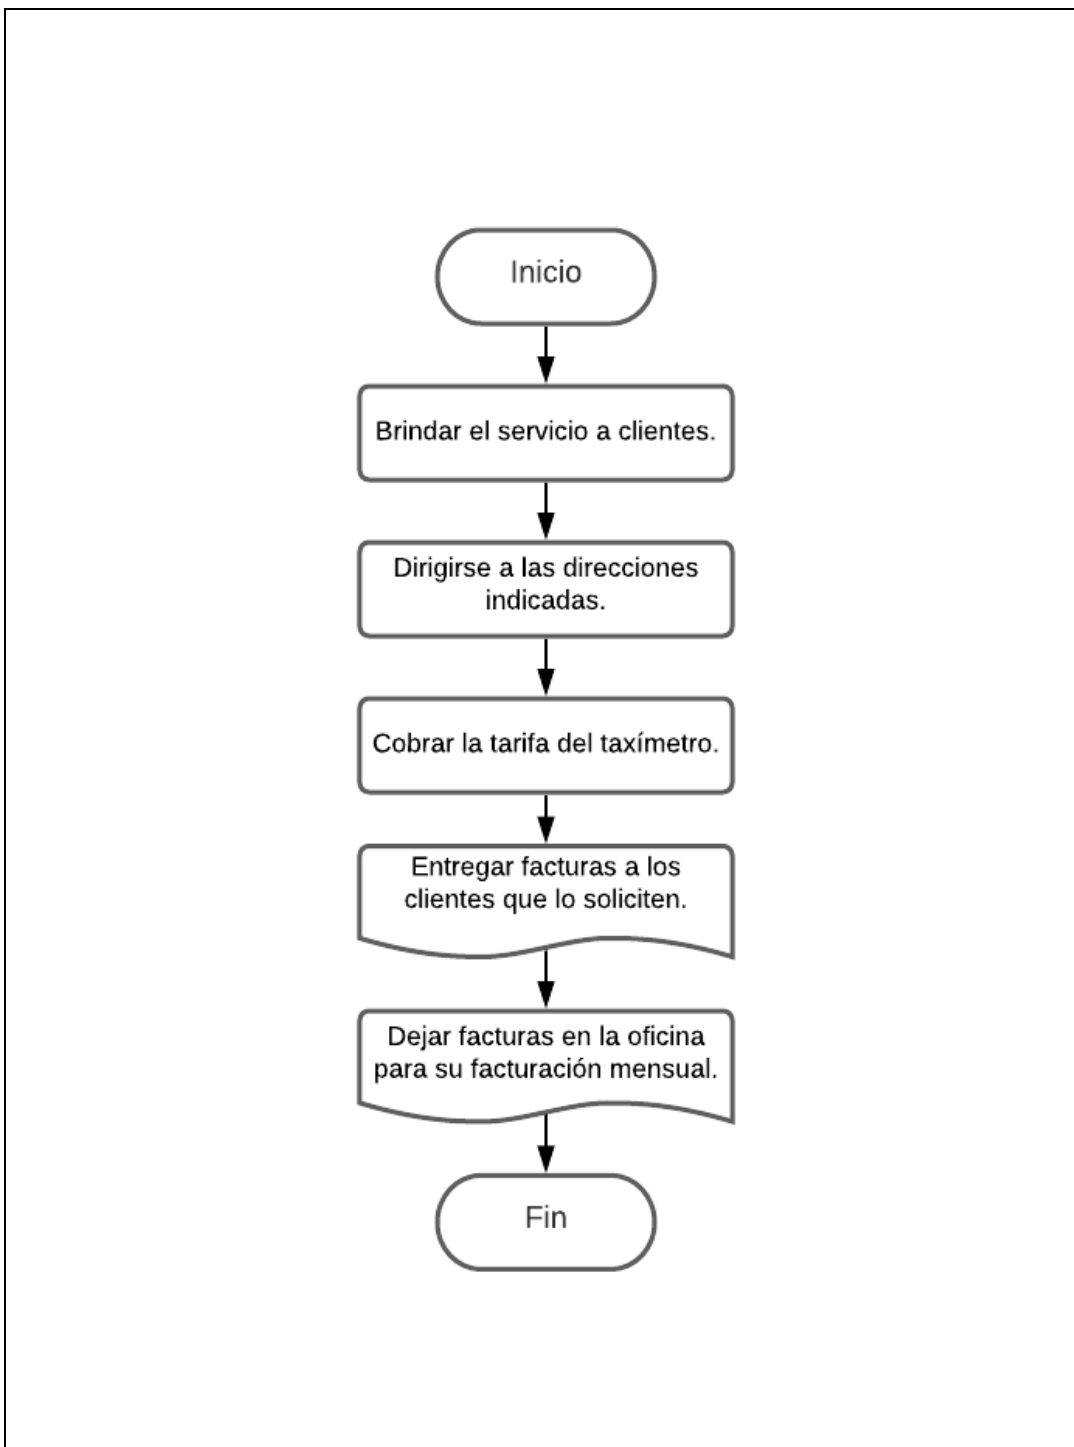 Inicio
Brindar el servicio a clientes.
Dirigirse a las direcciones
indicadas.
Cobrar la tarifa del taxímetro.
Entregar facturas a los
clientes que lo soliciten.
Dejar facturas en la oficina
para su facturación mensual.
Fin